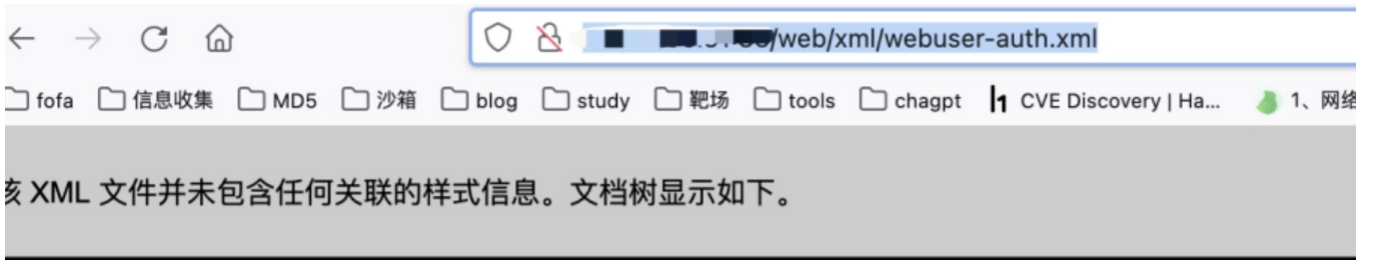 /web/xml/webuser-auth.xml
fofa 信息收集 MD5 沙箱 blog study 靶场 tools chagpt CVE Discovery | Ha... 1、网络
XML 文件并未包含任何关联的样式信息。文档树显示如下。